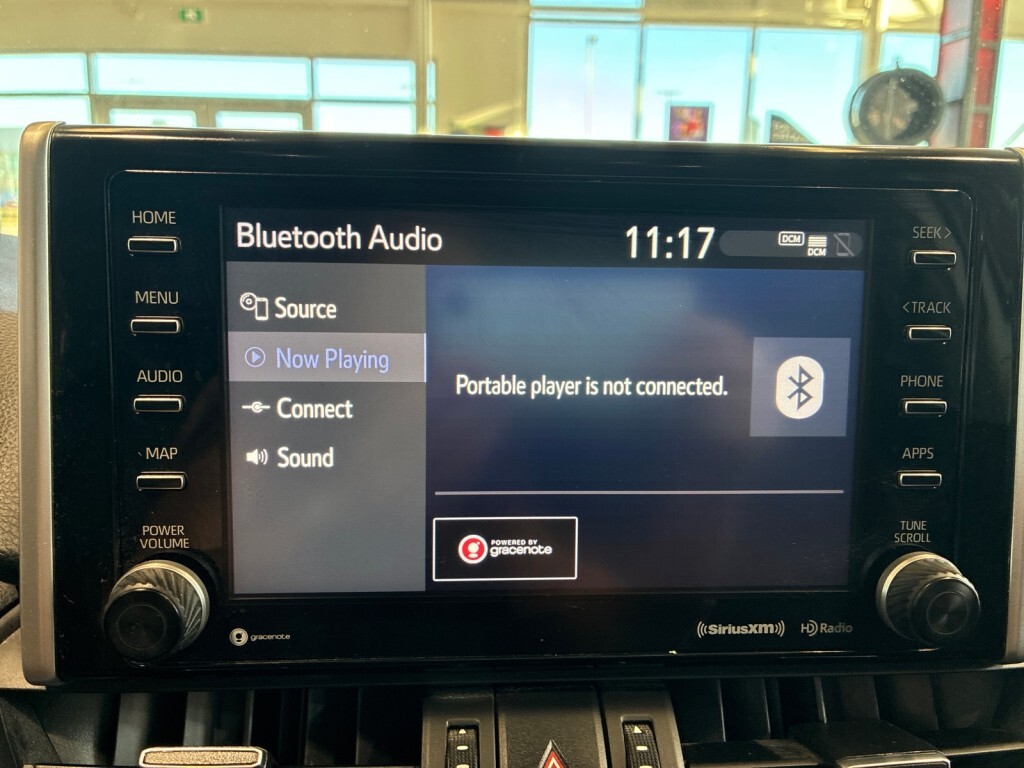 HOME
MENU
AUDIO
MAP
POWER
VOLUME
Bluetooth Audio
11:17
DCM
DCM
Source
Now Playing
Connect
Sound
Portable player is not connected.
POWERED BY
gracenote
SEEK >
< TRACK
PHONE
APPS
TUNE
SCROLL
gracenote
((SiriusXM))
HD Radio